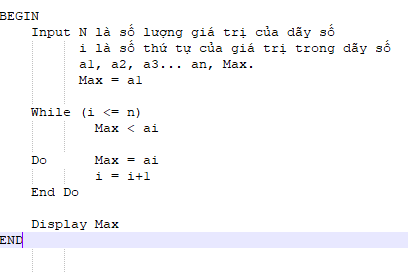 BEGIN
Input N là số lượng giá trị của dãy số
i là số thứ tự của giá trị trong dãy số
a1, a2, a3... an, Max.
Max = a1
While (i <= n)
Max < ai
Do Max = ai
i = i+1
End Do
Display Max
END